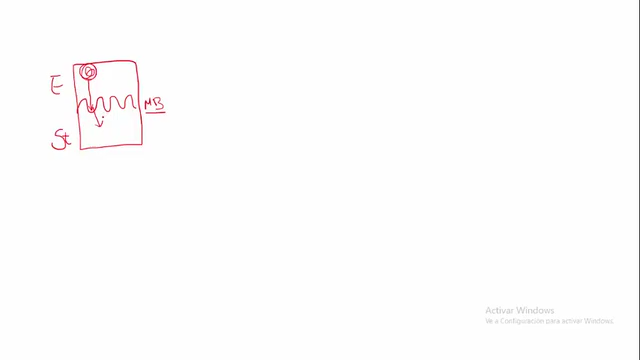 E
MB
St
Activar Windows
Ve a Configuración para activar Windows.